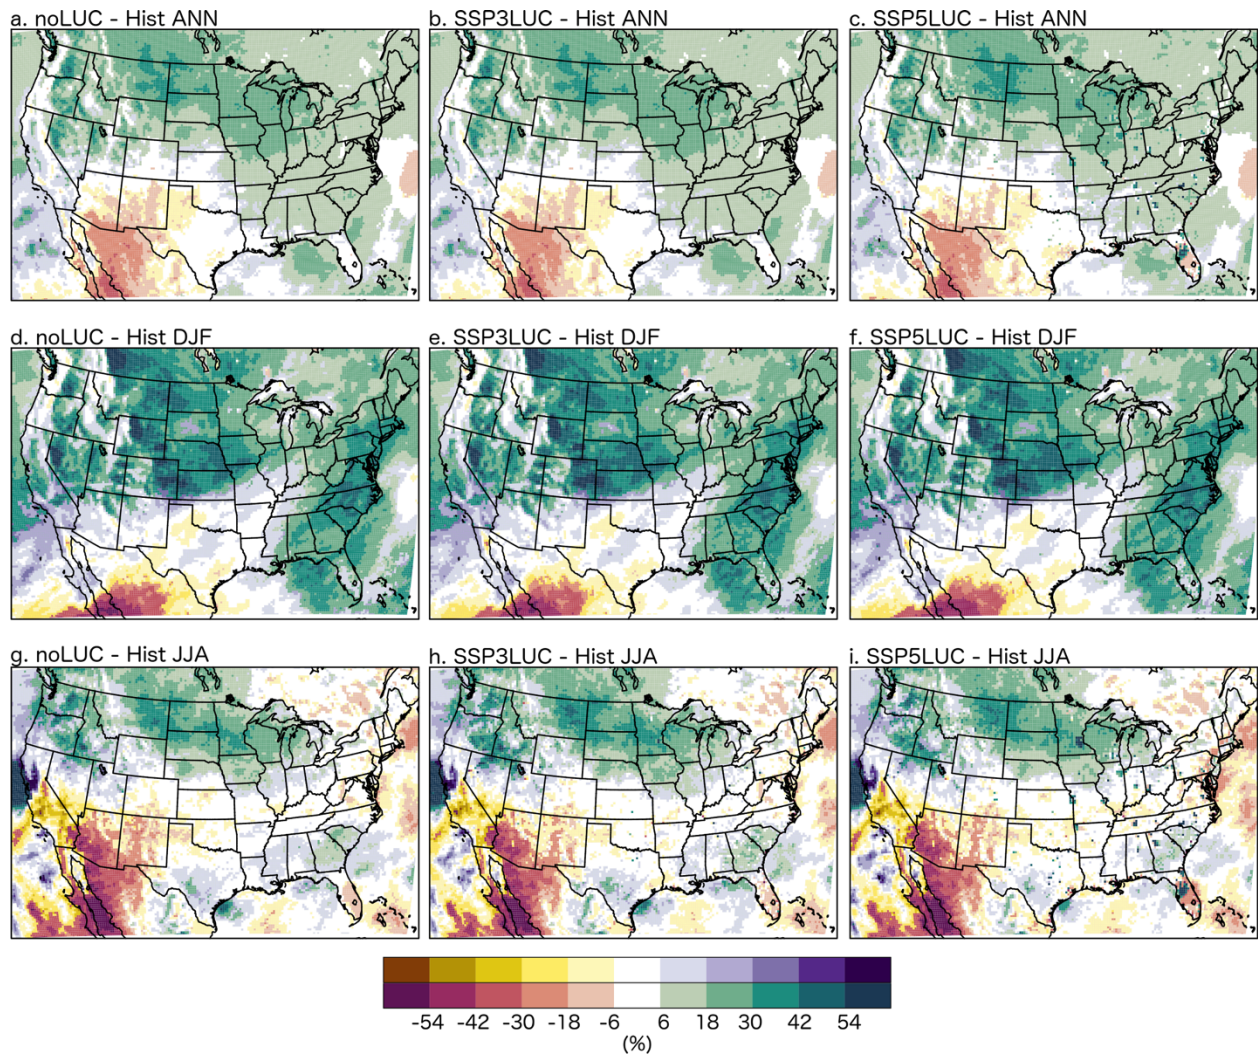 a. noLUC - Hist ANN
b. SSP3LUC - Hist ANN
c. SSP5LUC - Hist ANN
d. noLUC - Hist DJF
e. SSP3LUC - Hist DJF
f. SSP5LUC - Hist DJF
g. noLUC - Hist JJA
h. SSP3LUC - Hist JJA
i. SSP5LUC - Hist JJA
-54 -42 -30 -18 -6 6 18 30 42 54
(%)